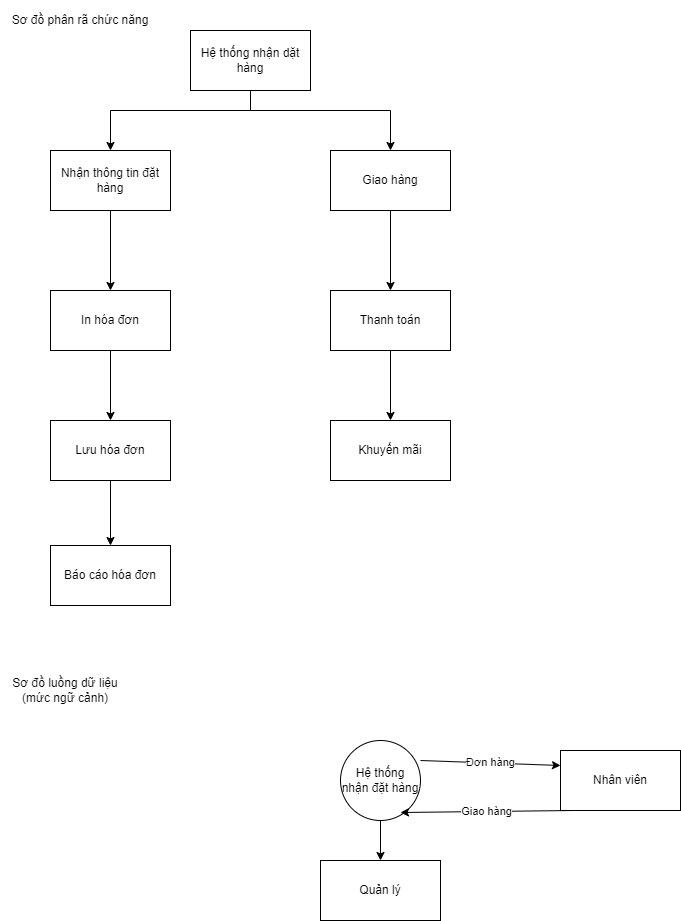 Sơ đồ phân rã chức năng
Hệ thống nhận dặt
hàng
Nhận thông tin đặt
hàng
Giao hàng
In hóa đơn
Thanh toán
Lưu hóa đơn
Khuyến mãi
Báo cáo hóa đơn
Sơ đồ luồng dữ liệu
(mức ngữ cảnh)
Hệ thống
nhận đặt hàng
Đơn hàng
Nhân viên
Giao hàng
Quản lý